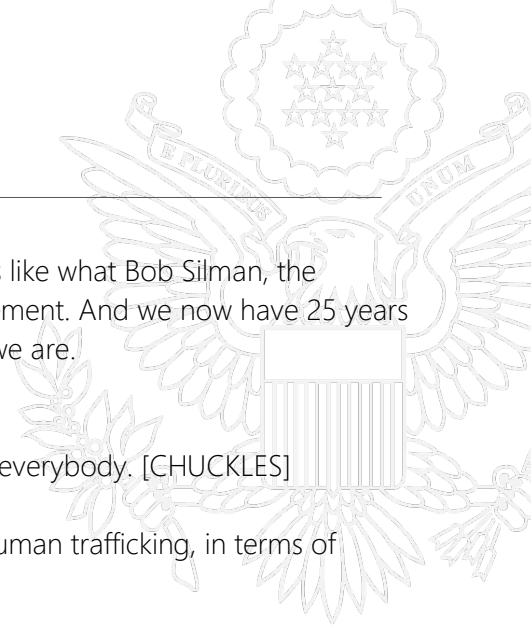 E PLURIBUS
UNUM
s like what Bob Silman, the
ement. And we now have 25 years
we are.
everybody. [CHUCKLES]
uman trafficking, in terms of